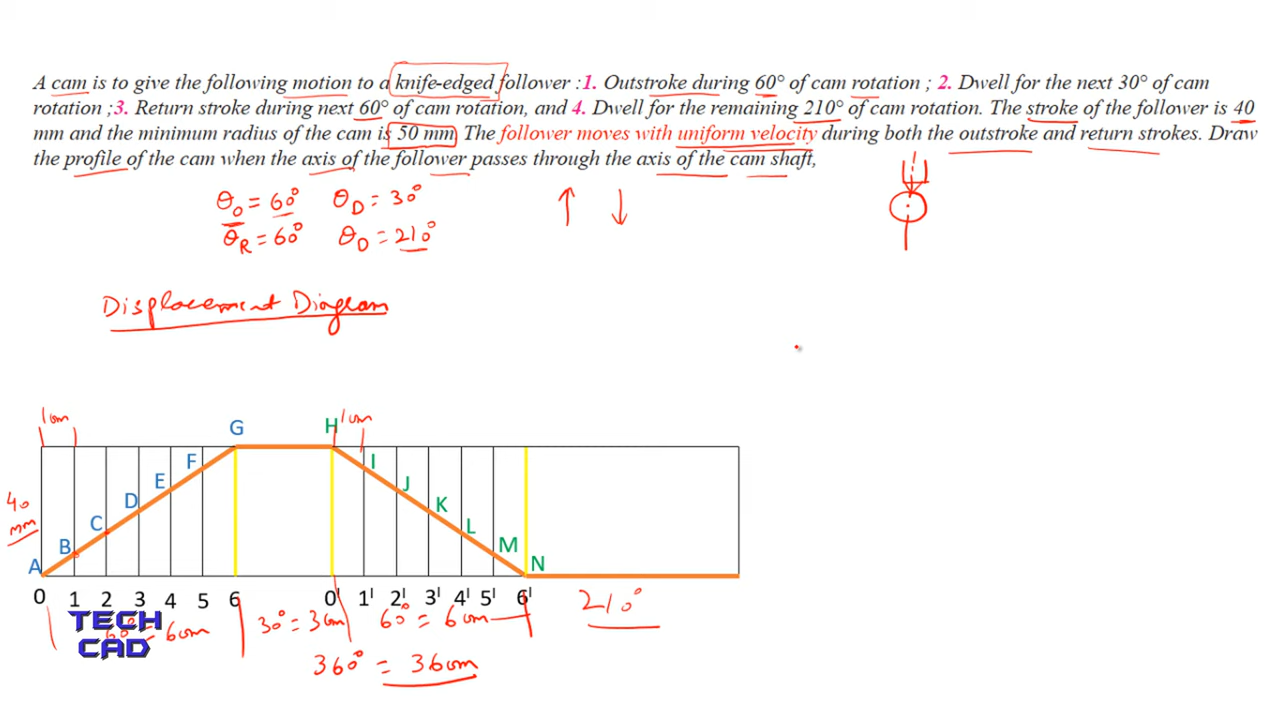 A cam is to give the following motion to a knife-edged follower :1. Outstroke during 60° of cam rotation ; 2. Dwell for the next 30° of cam
rotation ;3. Return stroke during next 60° of cam rotation, and 4. Dwell for the remaining 210° of cam rotation. The stroke of the follower is 40
mm and the minimum radius of the cam is 50 mm. The follower moves with uniform velocity during both the outstroke and return strokes. Draw
the profile of the cam when the axis of the follower passes through the axis of the cam shaft,
θO = 60° θD = 30°
θR = 60° θD = 210°
Displacement Diagram
1cm 1cm
G H
F I
E J
40 D K
mm C L
B M
A N
0 1 2 3 4 5 6 0' 1' 2' 3' 4' 5' 6' 210°
60° = 6cm 30° = 3cm 60° = 6cm
TECH
CAD
360° = 36cm